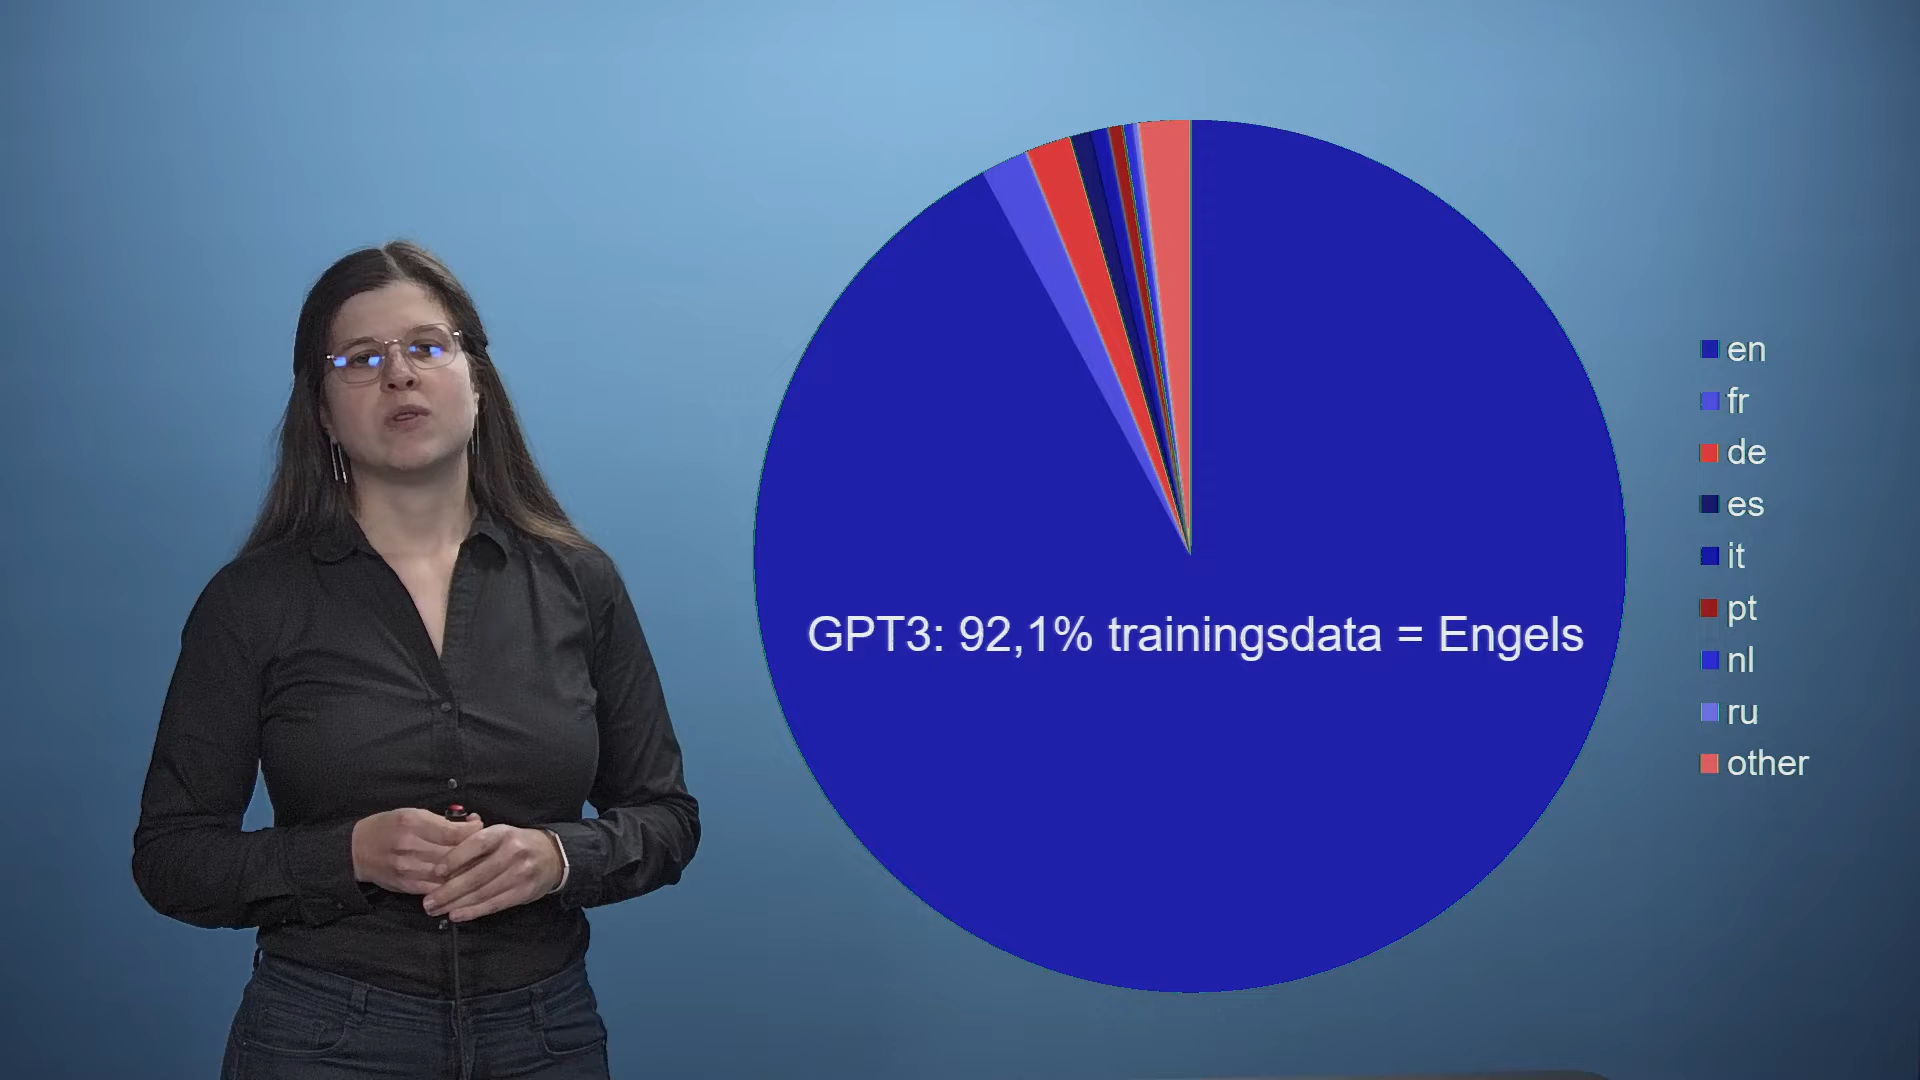 GPT3: 92,1% trainingsdata = Engels
en
fr
de
es
it
pt
nl
ru
other